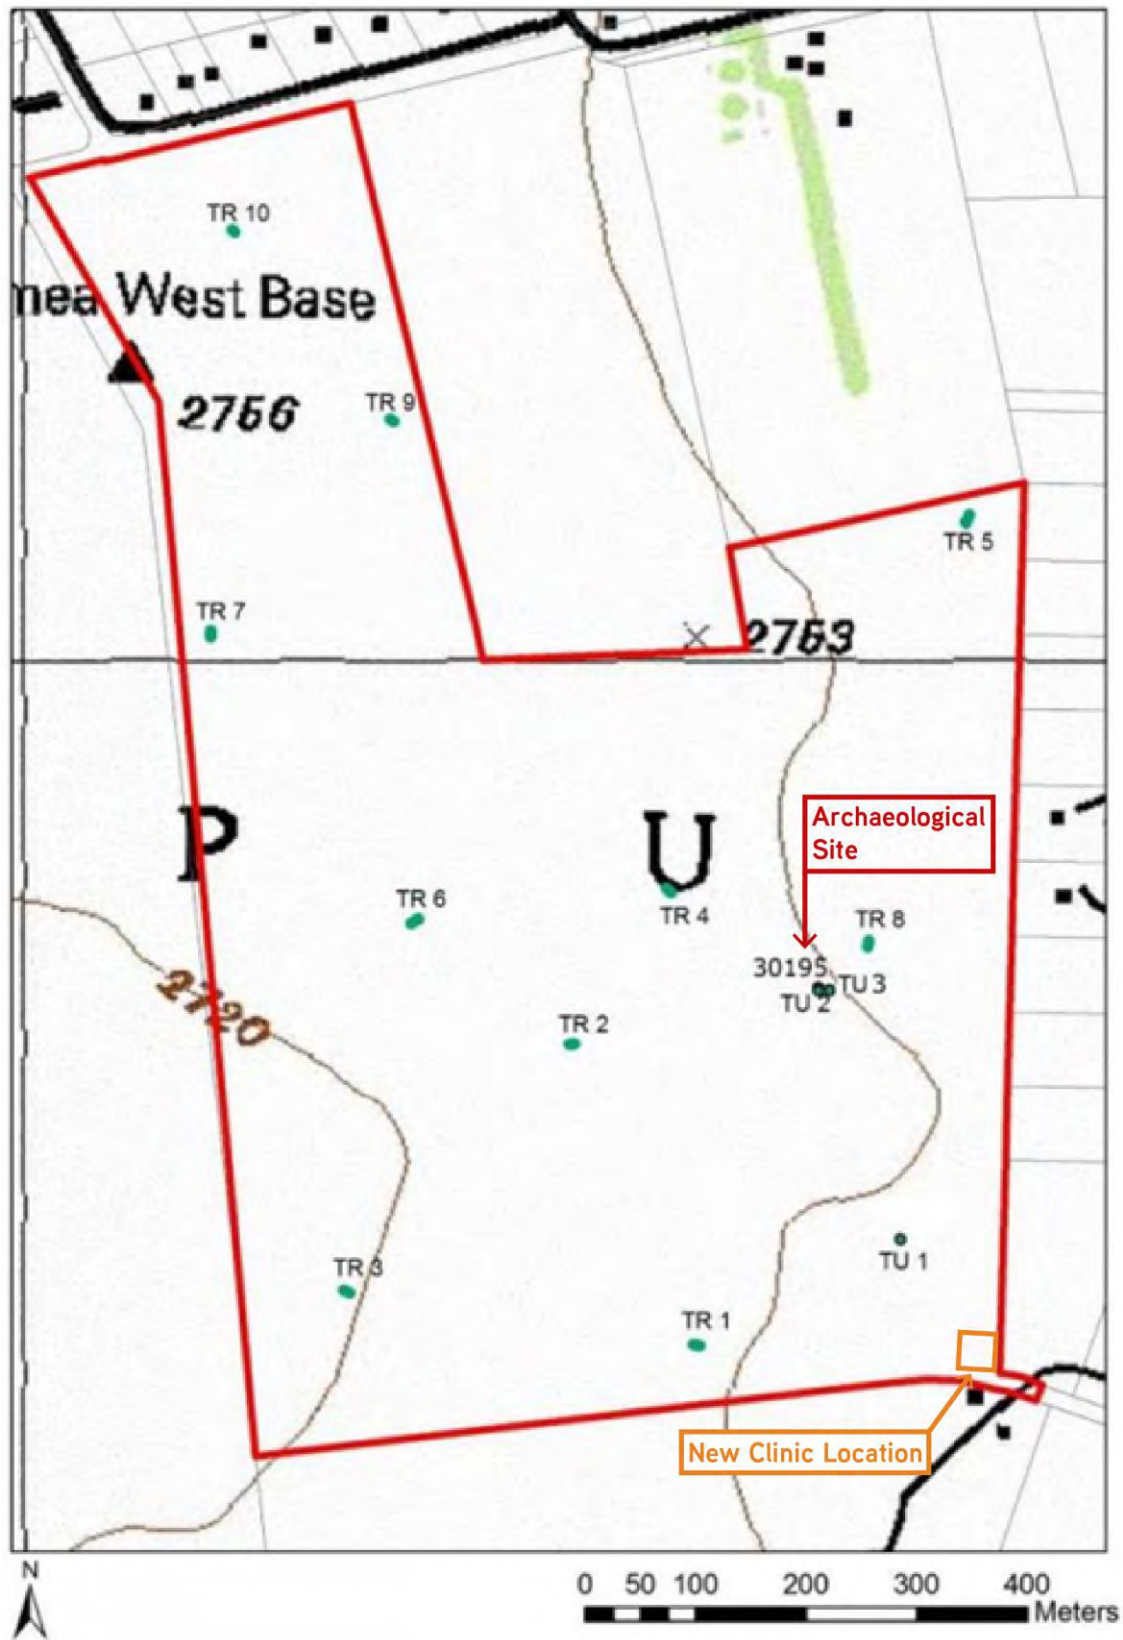 TR 10
mea West Base
2756
TR 9
TR 5
TR 7
2763
P
U
Archaeological
Site
TR 6
TR 4
TR 8
30195
TU 3
TU 2
2720
TR 2
TU 1
TR 3
TR 1
New Clinic Location
N
0 50 100 200 300 400
Meters